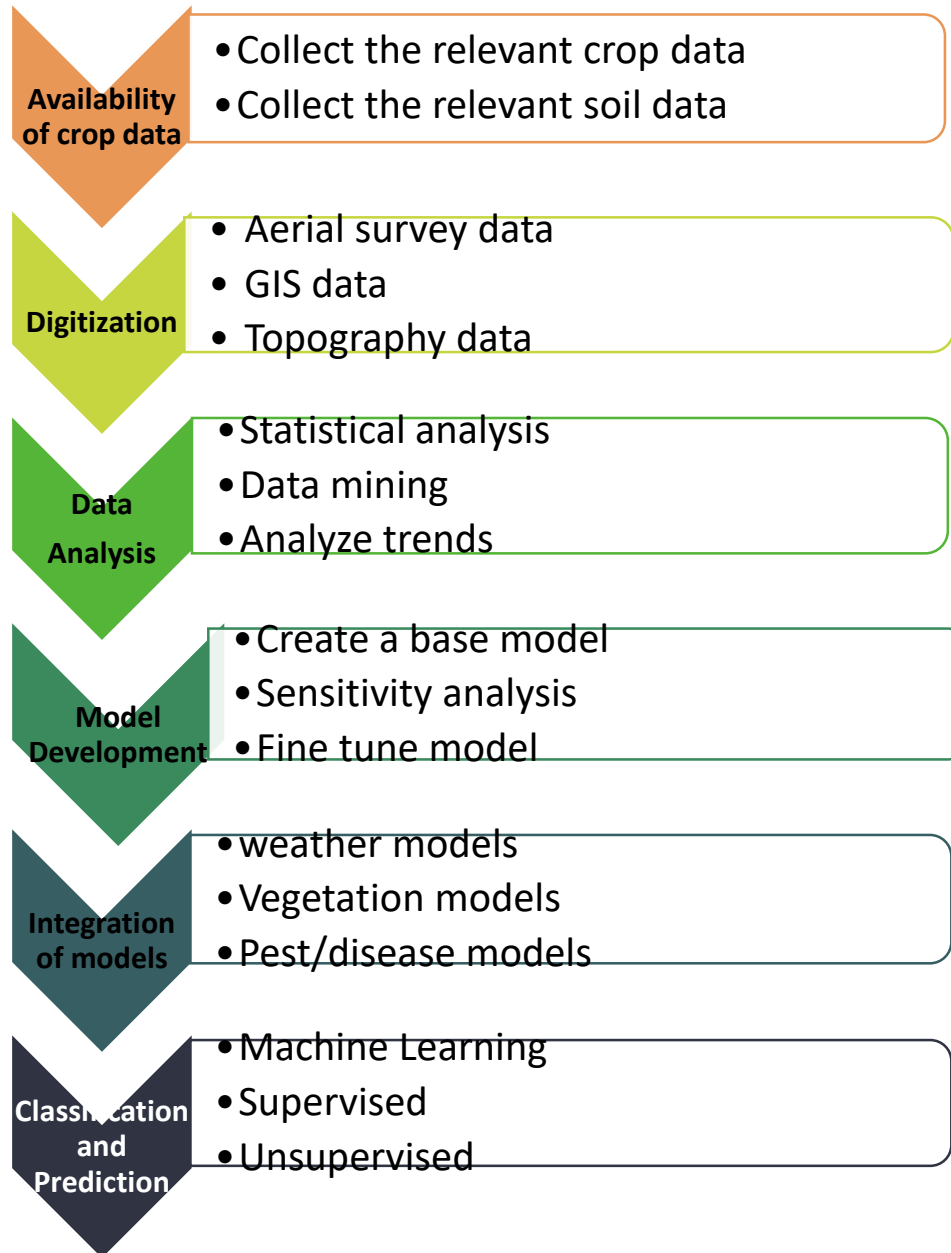 Availability
of crop data
•Collect the relevant crop data
•Collect the relevant soil data
Digitization
• Aerial survey data
• GIS data
• Topography data
Data
Analysis
•Statistical analysis
•Data mining
•Analyze trends
Model
Development
•Create a base model
•Sensitivity analysis
•Fine tune model
Integration
of models
•weather models
•Vegetation models
•Pest/disease models
Classification
and
Prediction
•Machine Learning
•Supervised
•Unsupervised